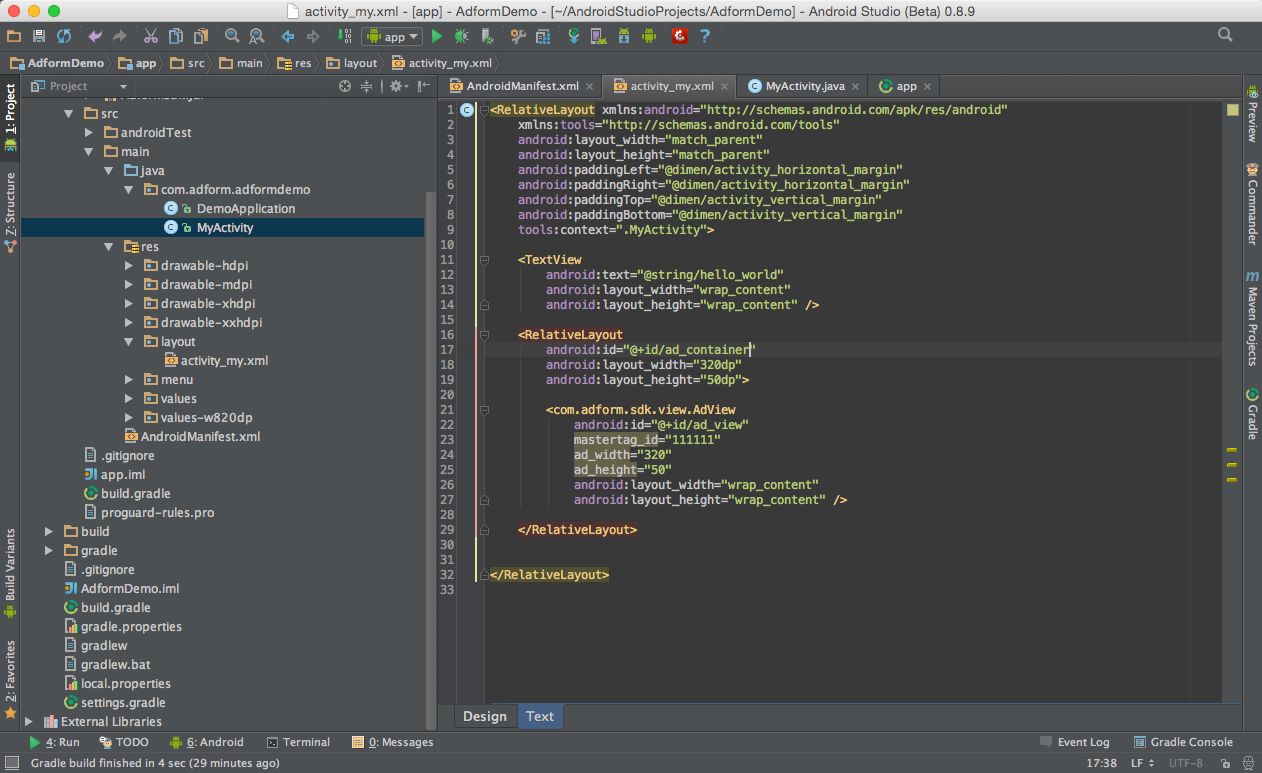 activity_my.xml - [app] - AdformDemo - [~/AndroidStudioProjects/AdformDemo] - Android Studio (Beta) 0.8.9
app
AdformDemo app src main res layout activity_my.xml
Project
AndroidManifest.xml activity_my.xml MyActivity.java app
1: Project
Z: Structure
Build Variants
2: Favorites
src
androidTest
main
java
com.adform.adformdemo
DemoApplication
MyActivity
res
drawable-hdpi
drawable-mdpi
drawable-xhdpi
drawable-xxhdpi
layout
activity_my.xml
menu
values
values-w820dp
AndroidManifest.xml
.gitignore
app.iml
build.gradle
proguard-rules.pro
build
gradle
.gitignore
AdformDemo.iml
build.gradle
gradle.properties
gradlew
gradlew.bat
local.properties
settings.gradle
External Libraries
1 <RelativeLayout xmlns:android="http://schemas.android.com/apk/res/android"
2 xmlns:tools="http://schemas.android.com/tools"
3 android:layout_width="match_parent"
4 android:layout_height="match_parent"
5 android:paddingLeft="@dimen/activity_horizontal_margin"
6 android:paddingRight="@dimen/activity_horizontal_margin"
7 android:paddingTop="@dimen/activity_vertical_margin"
8 android:paddingBottom="@dimen/activity_vertical_margin"
9 tools:context=".MyActivity">
10
11 <TextView
12 android:text="@string/hello_world"
13 android:layout_width="wrap_content"
14 android:layout_height="wrap_content" />
15
16 <RelativeLayout
17 android:id="@+id/ad_container"
18 android:layout_width="320dp"
19 android:layout_height="50dp">
20
21 <com.adform.sdk.view.AdView
22 android:id="@+id/ad_view"
23 mastertag_id="111111"
24 ad_width="320"
25 ad_height="50"
26 android:layout_width="wrap_content"
27 android:layout_height="wrap_content" />
28
29 </RelativeLayout>
30
31
32 </RelativeLayout>
33
Preview
Commander
Maven Projects
Gradle
Design Text
4: Run TODO 6: Android Terminal 0: Messages Event Log Gradle Console
Gradle build finished in 4 sec (29 minutes ago) 17:38 LF UTF-8